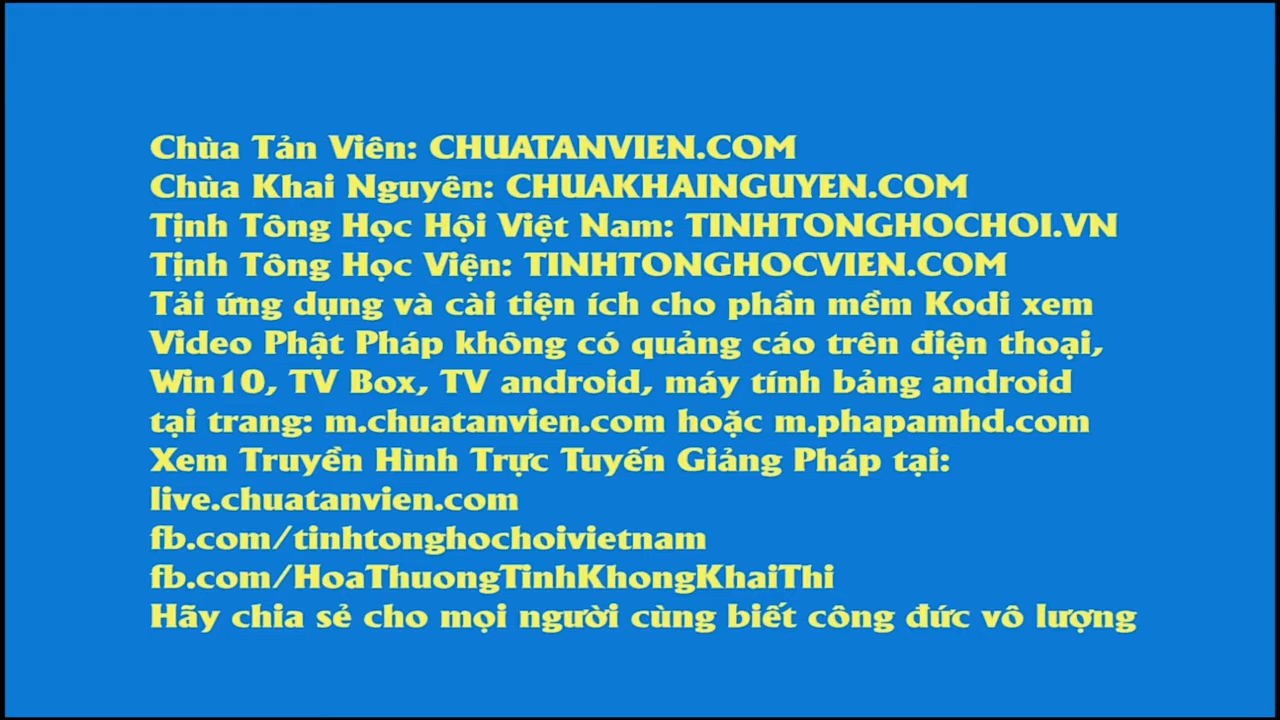 Chùa Tản Viên: CHUATANVIEN.COM
Chùa Khai Nguyên: CHUAKHAINGUYEN.COM
Tịnh Tông Học Hội Việt Nam: TINHTONGHOCHOI.VN
Tịnh Tông Học Viện: TINHTONGHOCVIEN.COM
Tải ứng dụng và cài tiện ích cho phần mềm Kodi xem
Video Phật Pháp không có quảng cáo trên điện thoại,
Win10, TV Box, TV android, máy tính bảng android
tại trang: m.chuatanvien.com hoặc m.phapamhd.com
Xem Truyền Hình Trực Tuyến Giảng Pháp tại:
live.chuatanvien.com
fb.com/tinhtonghochoivietnam
fb.com/HoaThuongTinhKhongKhaiThi
Hãy chia sẻ cho mọi người cùng biết công đức vô lượng